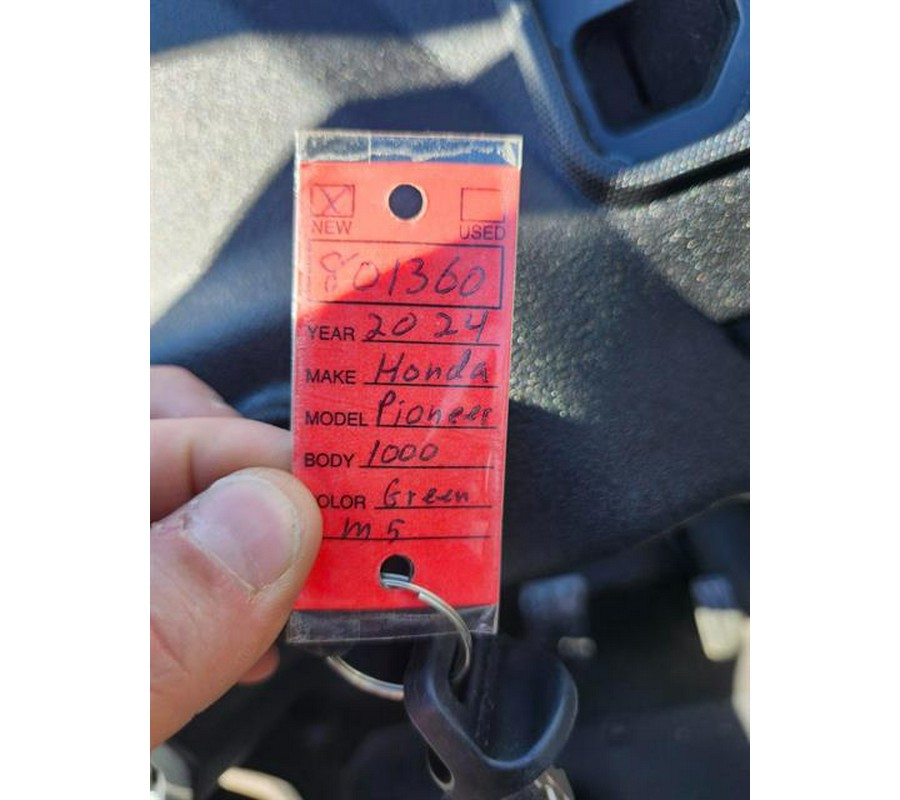 X
NEW USED
801360
YEAR 2024
MAKE Honda
MODEL Pioneer
BODY 1000
COLOR Green
M5